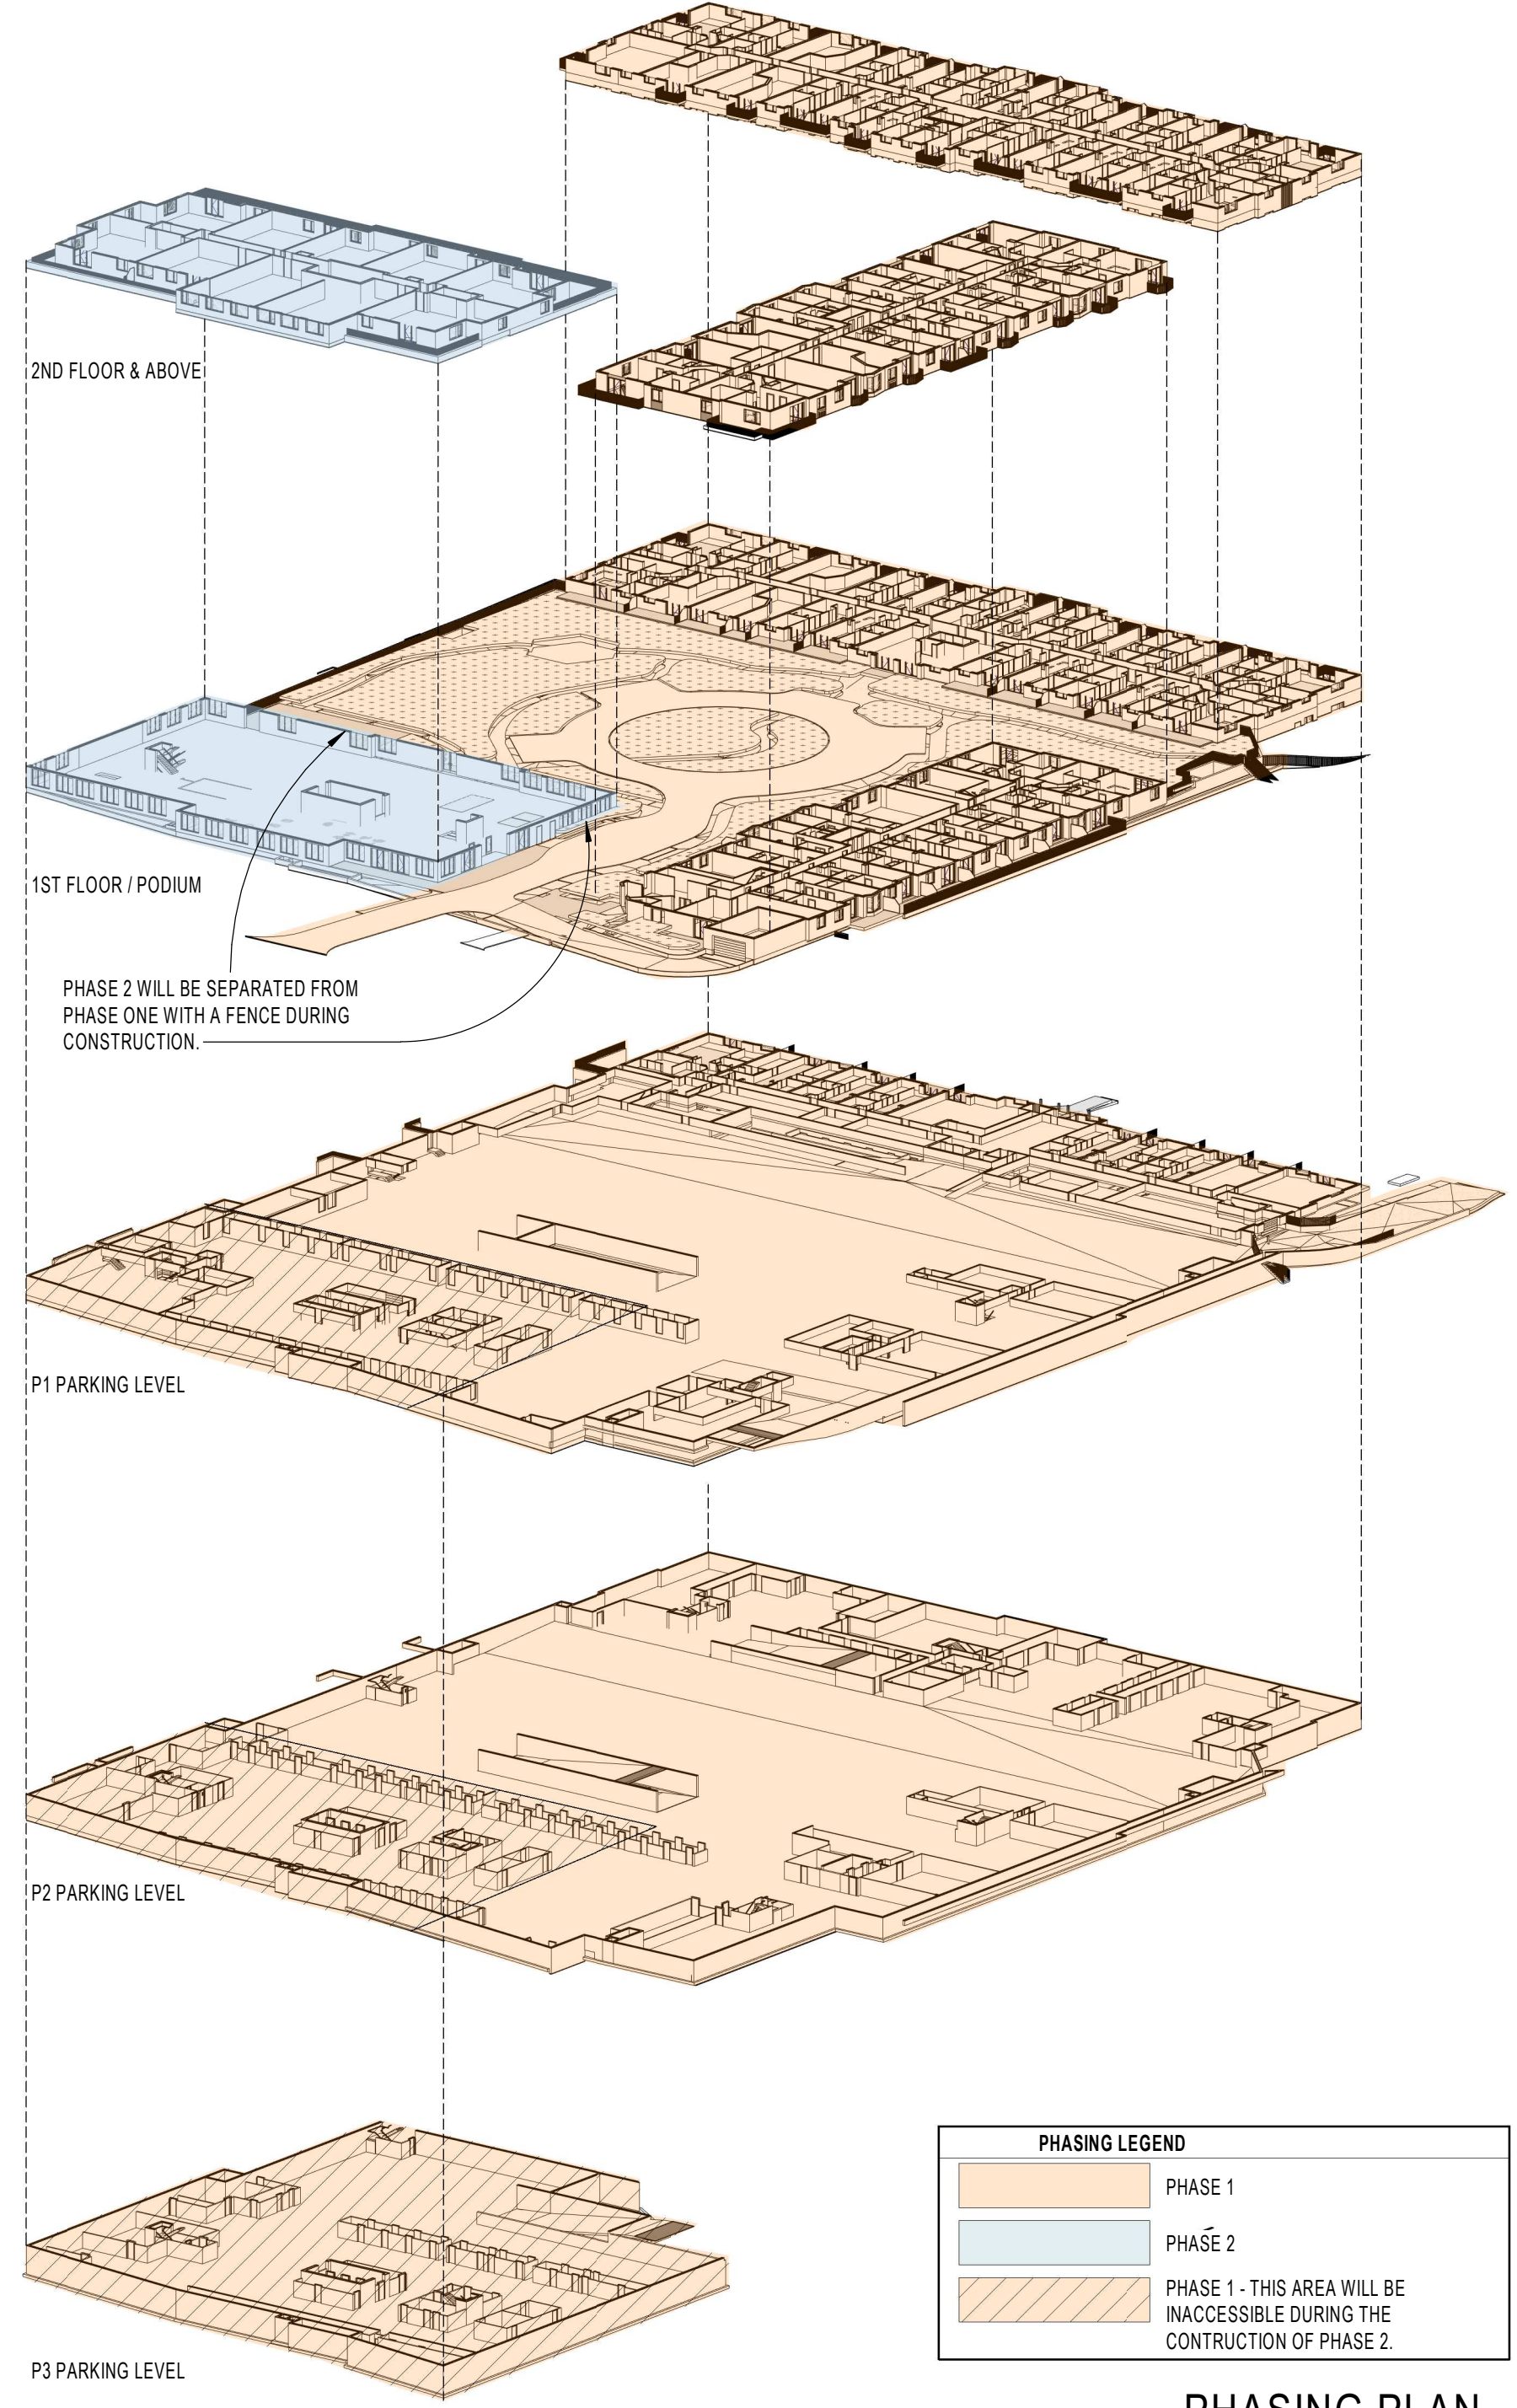 2ND FLOOR & ABOVE
1ST FLOOR / PODIUM
PHASE 2 WILL BE SEPARATED FROM
PHASE ONE WITH A FENCE DURING
CONSTRUCTION.
P1 PARKING LEVEL
P2 PARKING LEVEL
P3 PARKING LEVEL
PHASING LEGEND
PHASE 1
PHASE 2
PHASE 1 - THIS AREA WILL BE
INACCESSIBLE DURING THE
CONTRUCTION OF PHASE 2.
PHASING PLAN